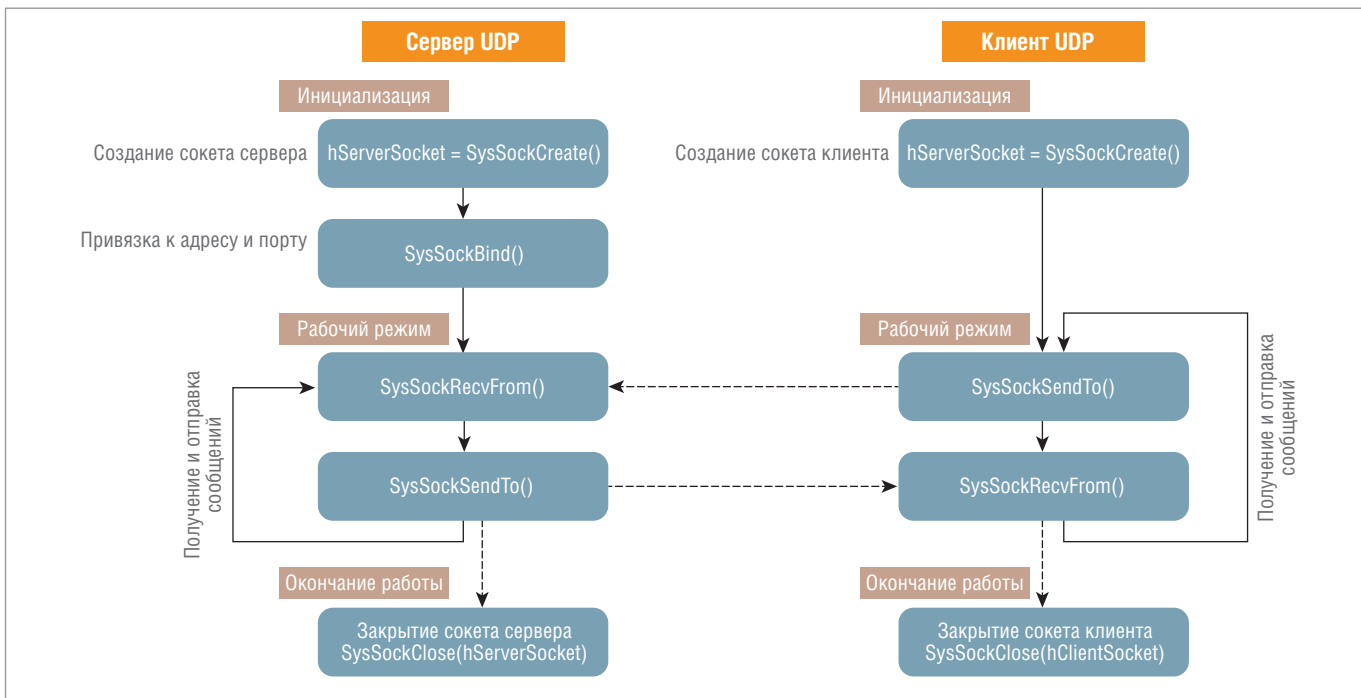 Сервер UDP
Инициализация
Создание сокета сервера
hServerSocket = SysSockCreate()
Привязка к адресу и порту
SysSockBind()
Рабочий режим
SysSockRecvFrom()
SysSockSendTo()
Получение и отправка
сообщений
Окончание работы
Закрытие сокета сервера
SysSockClose(hServerSocket)
Клиент UDP
Инициализация
Создание сокета клиента
hServerSocket = SysSockCreate()
Рабочий режим
SysSockSendTo()
SysSockRecvFrom()
Получение и отправка
сообщений
Окончание работы
Закрытие сокета клиента
SysSockClose(hClientSocket)